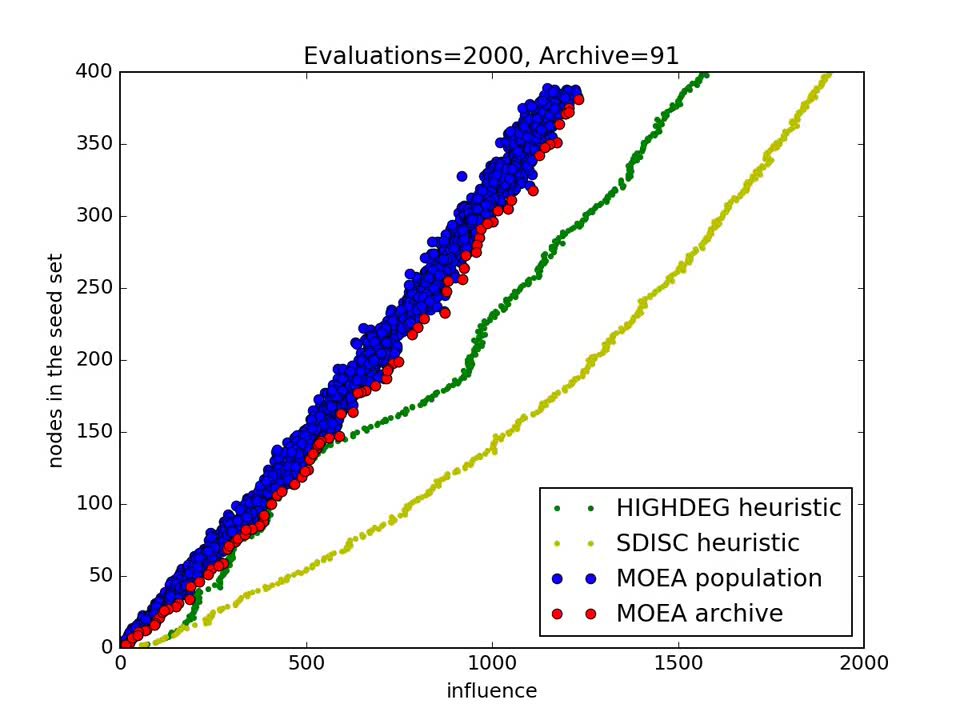 Evaluations=2000, Archive=91
400
350
300
250
200
150
100
50
0
nodes in the seed set
HIGHDEG heuristic
SDISC heuristic
MOEA population
MOEA archive
0 500 1000 1500 2000
influence